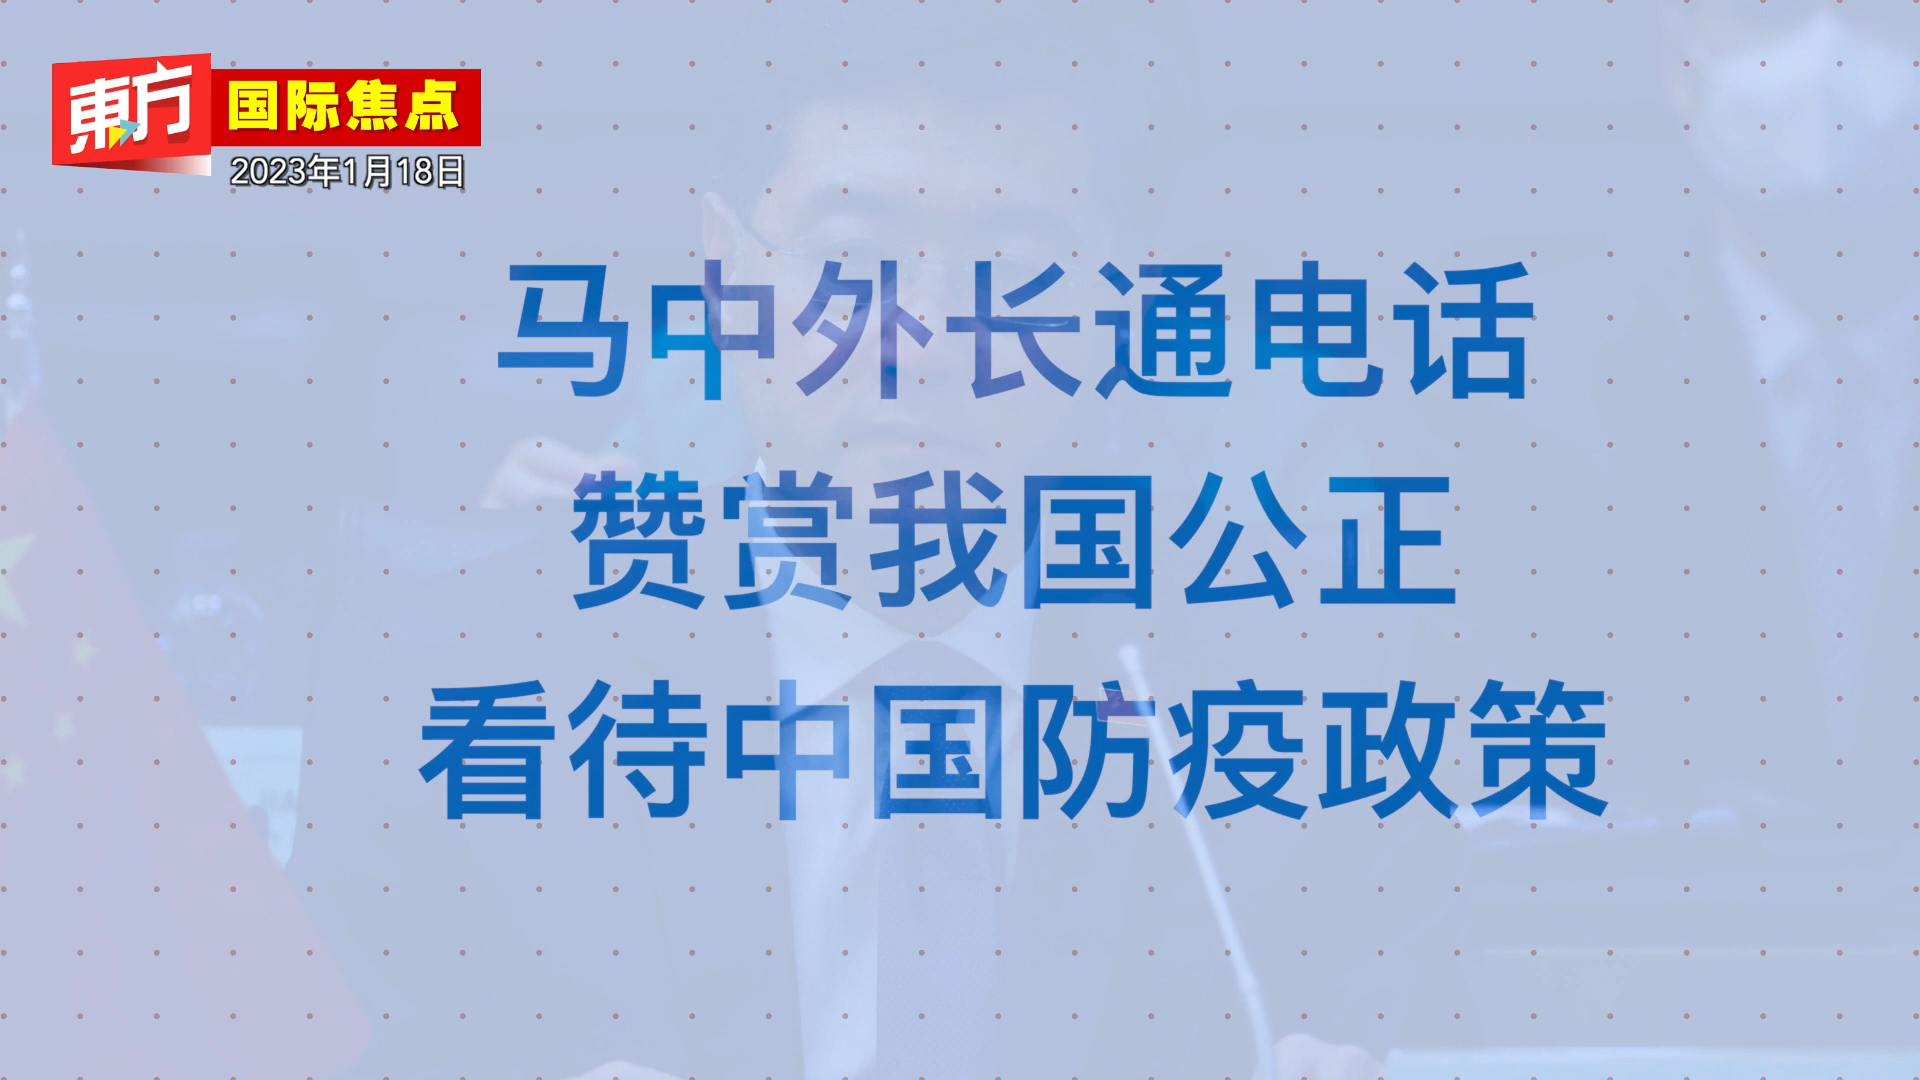 東方
国际焦点
2023年1月18日
马中外长通电话
赞赏我国公正
看待中国防疫政策